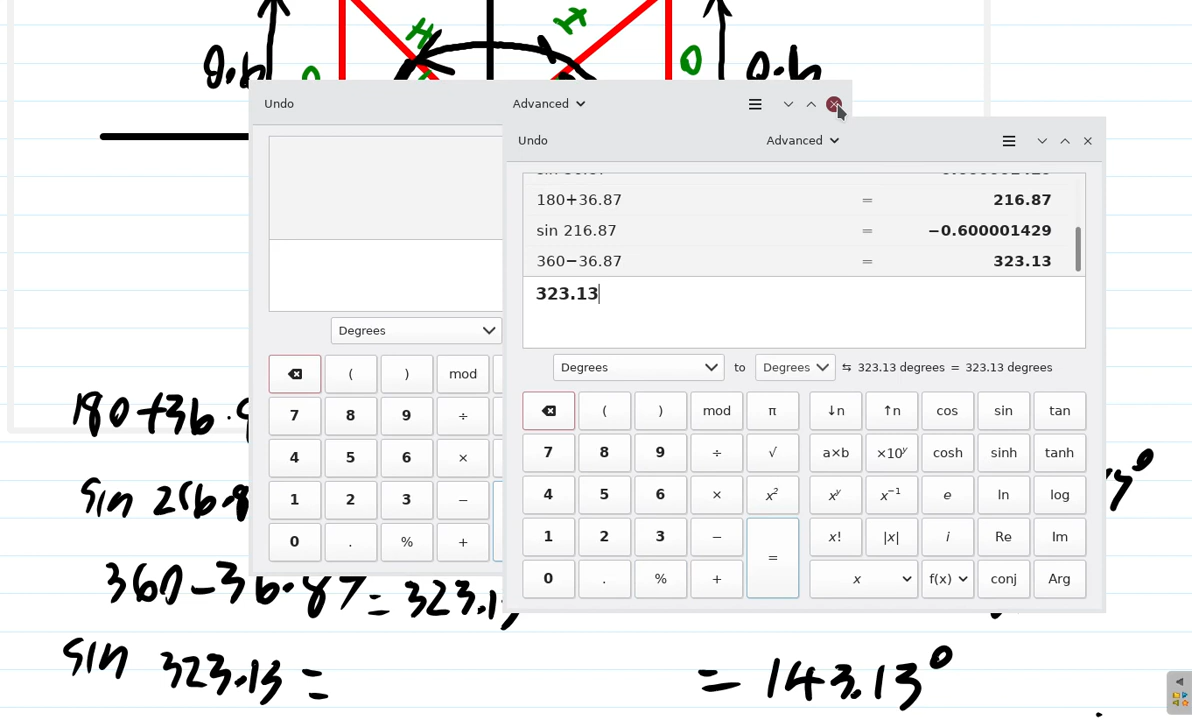 H
H
0.6
0
0
0.6
Undo
Advanced
Undo
Advanced
180+36.87 = 216.87
sin 216.87 = −0.600001429
360−36.87 = 323.13
323.13
Degrees
Degrees to Degrees ⇆ 323.13 degrees = 323.13 degrees
( ) mod
7 8 9 ÷
4 5 6 ×
1 2 3 −
0 . % +
( ) mod π ↓n ↑n cos sin tan
7 8 9 ÷ √ a×b ×10ʸ cosh sinh tanh
4 5 6 × x² xʸ x⁻¹ e ln log
1 2 3 − = x! |x| i Re Im
0 . % + x f(x) conj Arg
180+36.
sin 216.8
360-36.87 = 323.1
sin 323.13 =
= 143.13°